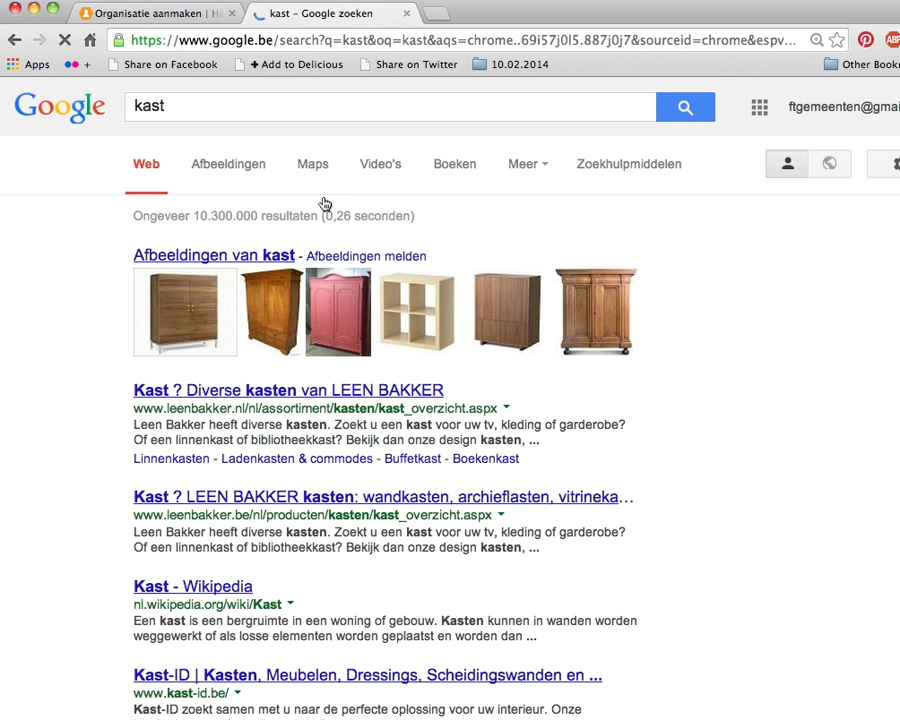 Organisatie aanmaken | He
kast – Google zoeken
https://www.google.be/search?q=kast&oq=kast&aqs=chrome..69i57j0l5.887j0j7&sourceid=chrome&espv...
Apps
+
Share on Facebook
+ Add to Delicious
Share on Twitter
10.02.2014
Other Bookm
Google
kast
ftgemeenten@gmai
Web
Afbeeldingen
Maps
Video's
Boeken
Meer
Zoekhulpmiddelen
Ongeveer 10.300.000 resultaten (0,26 seconden)
Afbeeldingen van kast - Afbeeldingen melden
Kast ? Diverse kasten van LEEN BAKKER
www.leenbakker.nl/nl/assortiment/kasten/kast_overzicht.aspx
Leen Bakker heeft diverse kasten. Zoekt u een kast voor uw tv, kleding of garderobe?
Of een linnenkast of bibliotheekkast? Bekijk dan onze design kasten, ...
Linnenkasten - Ladenkasten & commodes - Buffetkast - Boekenkast
Kast ? LEEN BAKKER kasten: wandkasten, archieflasten, vitrineka...
www.leenbakker.be/nl/producten/kasten/kast_overzicht.aspx
Leen Bakker heeft diverse kasten. Zoekt u een kast voor uw tv, kleding of garderobe?
Of een linnenkast of bibliotheekkast? Bekijk dan onze design kasten, ...
Kast - Wikipedia
nl.wikipedia.org/wiki/Kast
Een kast is een bergruimte in een woning of gebouw. Kasten kunnen in wanden worden
weggewerkt of als losse elementen worden geplaatst en worden dan ...
Kast-ID | Kasten, Meubelen, Dressings, Scheidingswanden en ...
www.kast-id.be/
Kast-ID zoekt samen met u naar de perfecte oplossing voor uw interieur. Onze